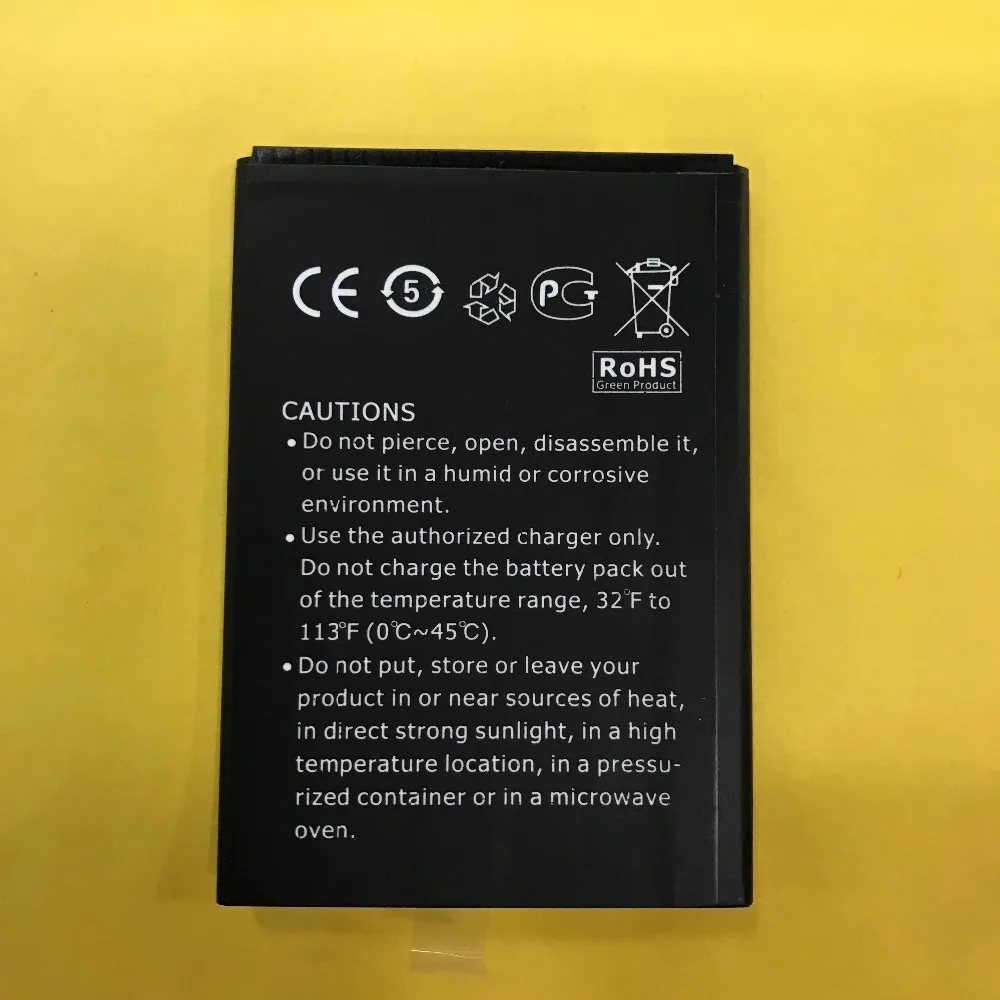 CE 5 PCT
RoHS
Green Product
CAUTIONS
• Do not pierce, open, disassemble it,
or use it in a humid or corrosive
environment.
• Use the authorized charger only.
Do not charge the battery pack out
of the temperature range, 32°F to
113°F (0℃~45℃).
• Do not put, store or leave your
product in or near sources of heat,
in direct strong sunlight, in a high
temperature location, in a pressu-
rized container or in a microwave
oven.